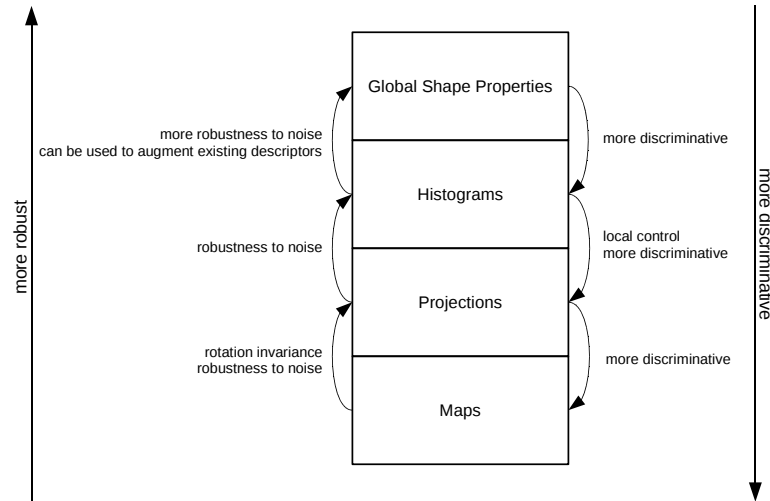 Global Shape Properties
more robustness to noise
can be used to augment existing descriptors
more discriminative
Histograms
robustness to noise
local control
more discriminative
Projections
rotation invariance
robustness to noise
more discriminative
Maps
more robust
more discriminative